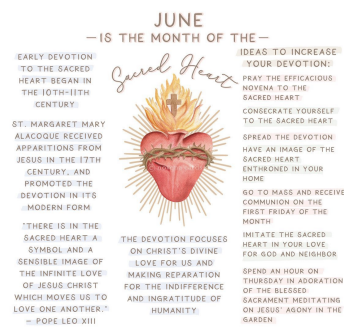 JUNE
— IS THE MONTH OF THE —
Sacred Heart
EARLY DEVOTION
TO THE SACRED
HEART BEGAN IN
THE 10TH-11TH
CENTURY
ST. MARGARET MARY
ALACOQUE RECEIVED
APPARITIONS FROM
JESUS IN THE 17TH
CENTURY, AND
PROMOTED THE
DEVOTION IN ITS
MODERN FORM
"THERE IS IN THE
SACRED HEART A
SYMBOL AND A
SENSIBLE IMAGE OF
THE INFINITE LOVE
OF JESUS CHRIST
WHICH MOVES US TO
LOVE ONE ANOTHER."
– POPE LEO XIII
THE DEVOTION FOCUSES
ON CHRIST'S DIVINE
LOVE FOR US AND
MAKING REPARATION
FOR THE INDIFFERENCE
AND INGRATITUDE OF
HUMANITY
IDEAS TO INCREASE
YOUR DEVOTION:
PRAY THE EFFICACIOUS
NOVENA TO THE
SACRED HEART
CONSECRATE YOURSELF
TO THE SACRED HEART
SPREAD THE DEVOTION
HAVE AN IMAGE OF THE
SACRED HEART
ENTHRONED IN YOUR
HOME
GO TO MASS AND RECEIVE
COMMUNION ON THE
FIRST FRIDAY OF THE
MONTH
IMITATE THE SACRED
HEART IN YOUR LOVE
FOR GOD AND NEIGHBOR
SPEND AN HOUR ON
THURSDAY IN ADORATION
OF THE BLESSED
SACRAMENT MEDITATING
ON JESUS' AGONY IN THE
GARDEN